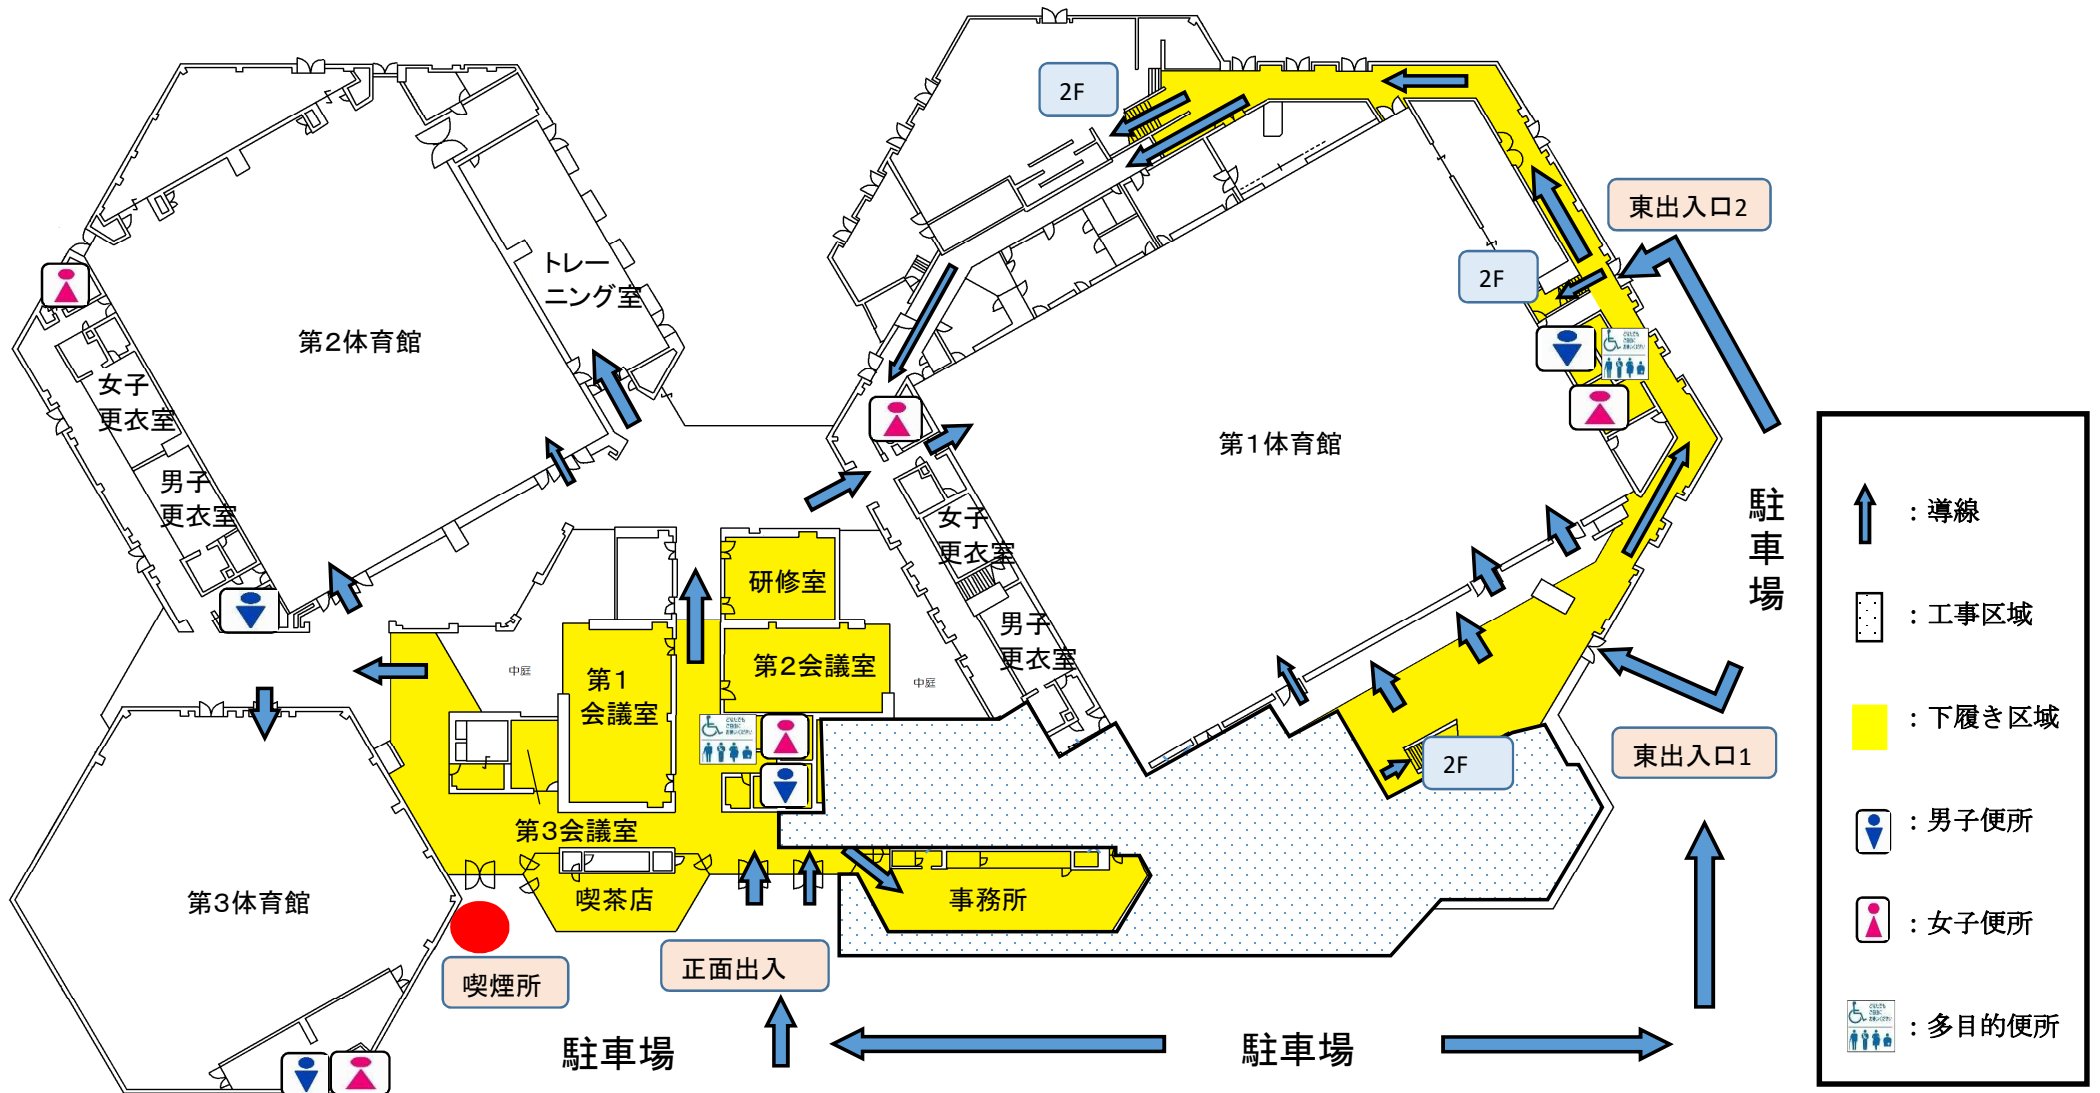 2F
東出入口2
2F
トレー
ニング室
第2体育館
女子
更衣室
男子
更衣室
第1体育館
女子
更衣室
男子
更衣室
駐
車
場
研修室
第2会議室
第1
会議室
中庭
中庭
第3会議室
2F
東出入口1
喫茶店
事務所
第3体育館
喫煙所
正面出入
駐車場
駐車場
：導線
：工事区域
：下履き区域
：男子便所
：女子便所
：多目的便所